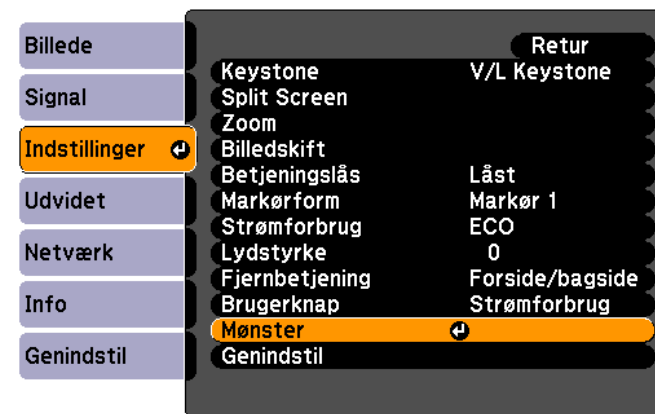 Billede
Signal
Indstillinger
Udvidet
Netværk
Info
Genindstil
Retur
Keystone V/L Keystone
Split Screen
Zoom
Billedskift
Betjeningslås Låst
Markørform Markør 1
Strømforbrug ECO
Lydstyrke 0
Fjernbetjening Forside/bagside
Brugerknap Strømforbrug
Mønster
Genindstil